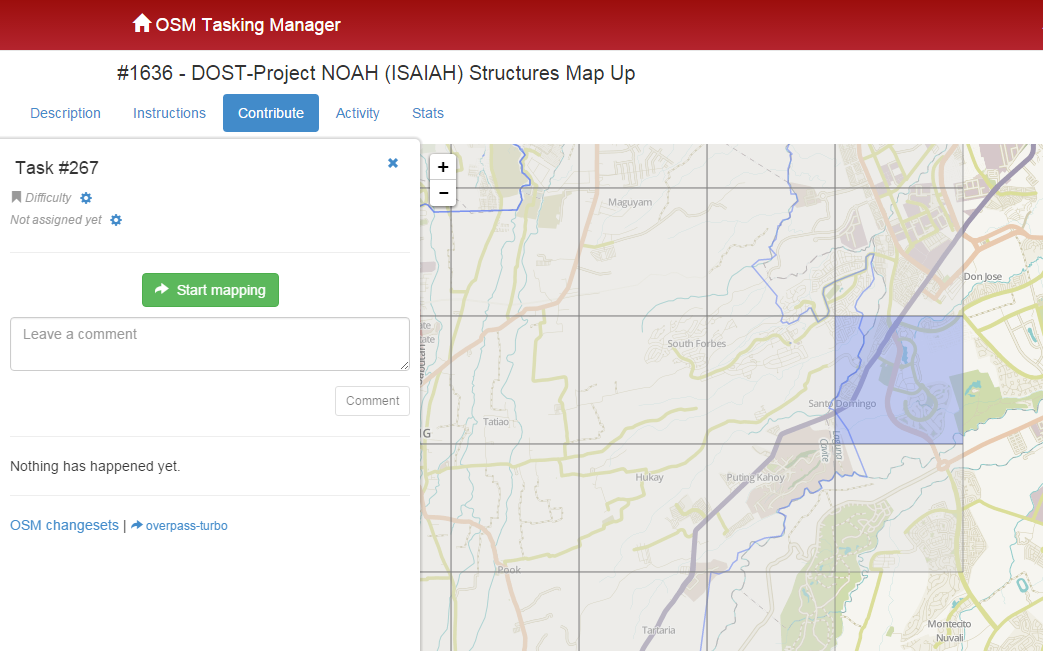 OSM Tasking Manager
#1636 - DOST-Project NOAH (ISAIAH) Structures Map Up
Description Instructions Contribute Activity Stats
Task #267
Difficulty
Not assigned yet
Start mapping
Leave a comment
Comment
Nothing has happened yet.
OSM changesets | overpass-turbo
+
−
Maguyam
Don Jose
South Forbes
Santo Domingo
Tatiao
Laguna
Cavite
Hukay
Puting Kahoy
Pook
Tartaria
Montecito
Nuvali